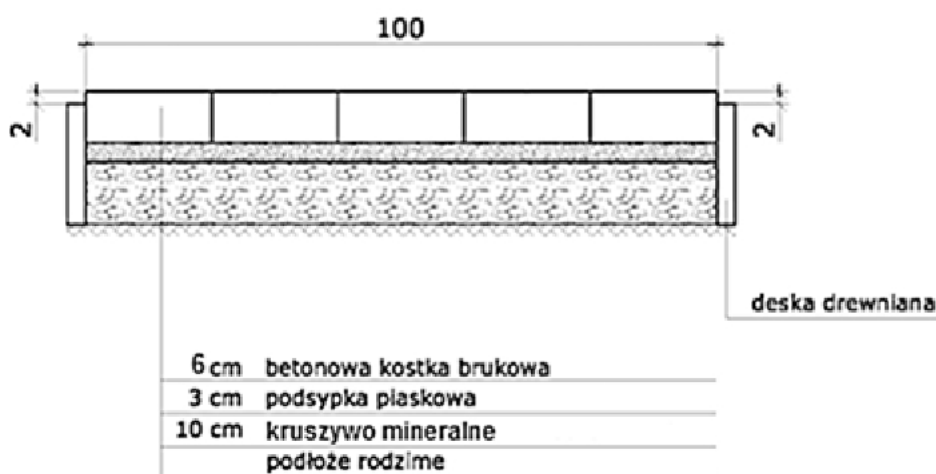 100
2
2
deska drewniana
6 cm betonowa kostka brukowa
3 cm podsypka piaskowa
10 cm kruszywo mineralne
podłoże rodzime